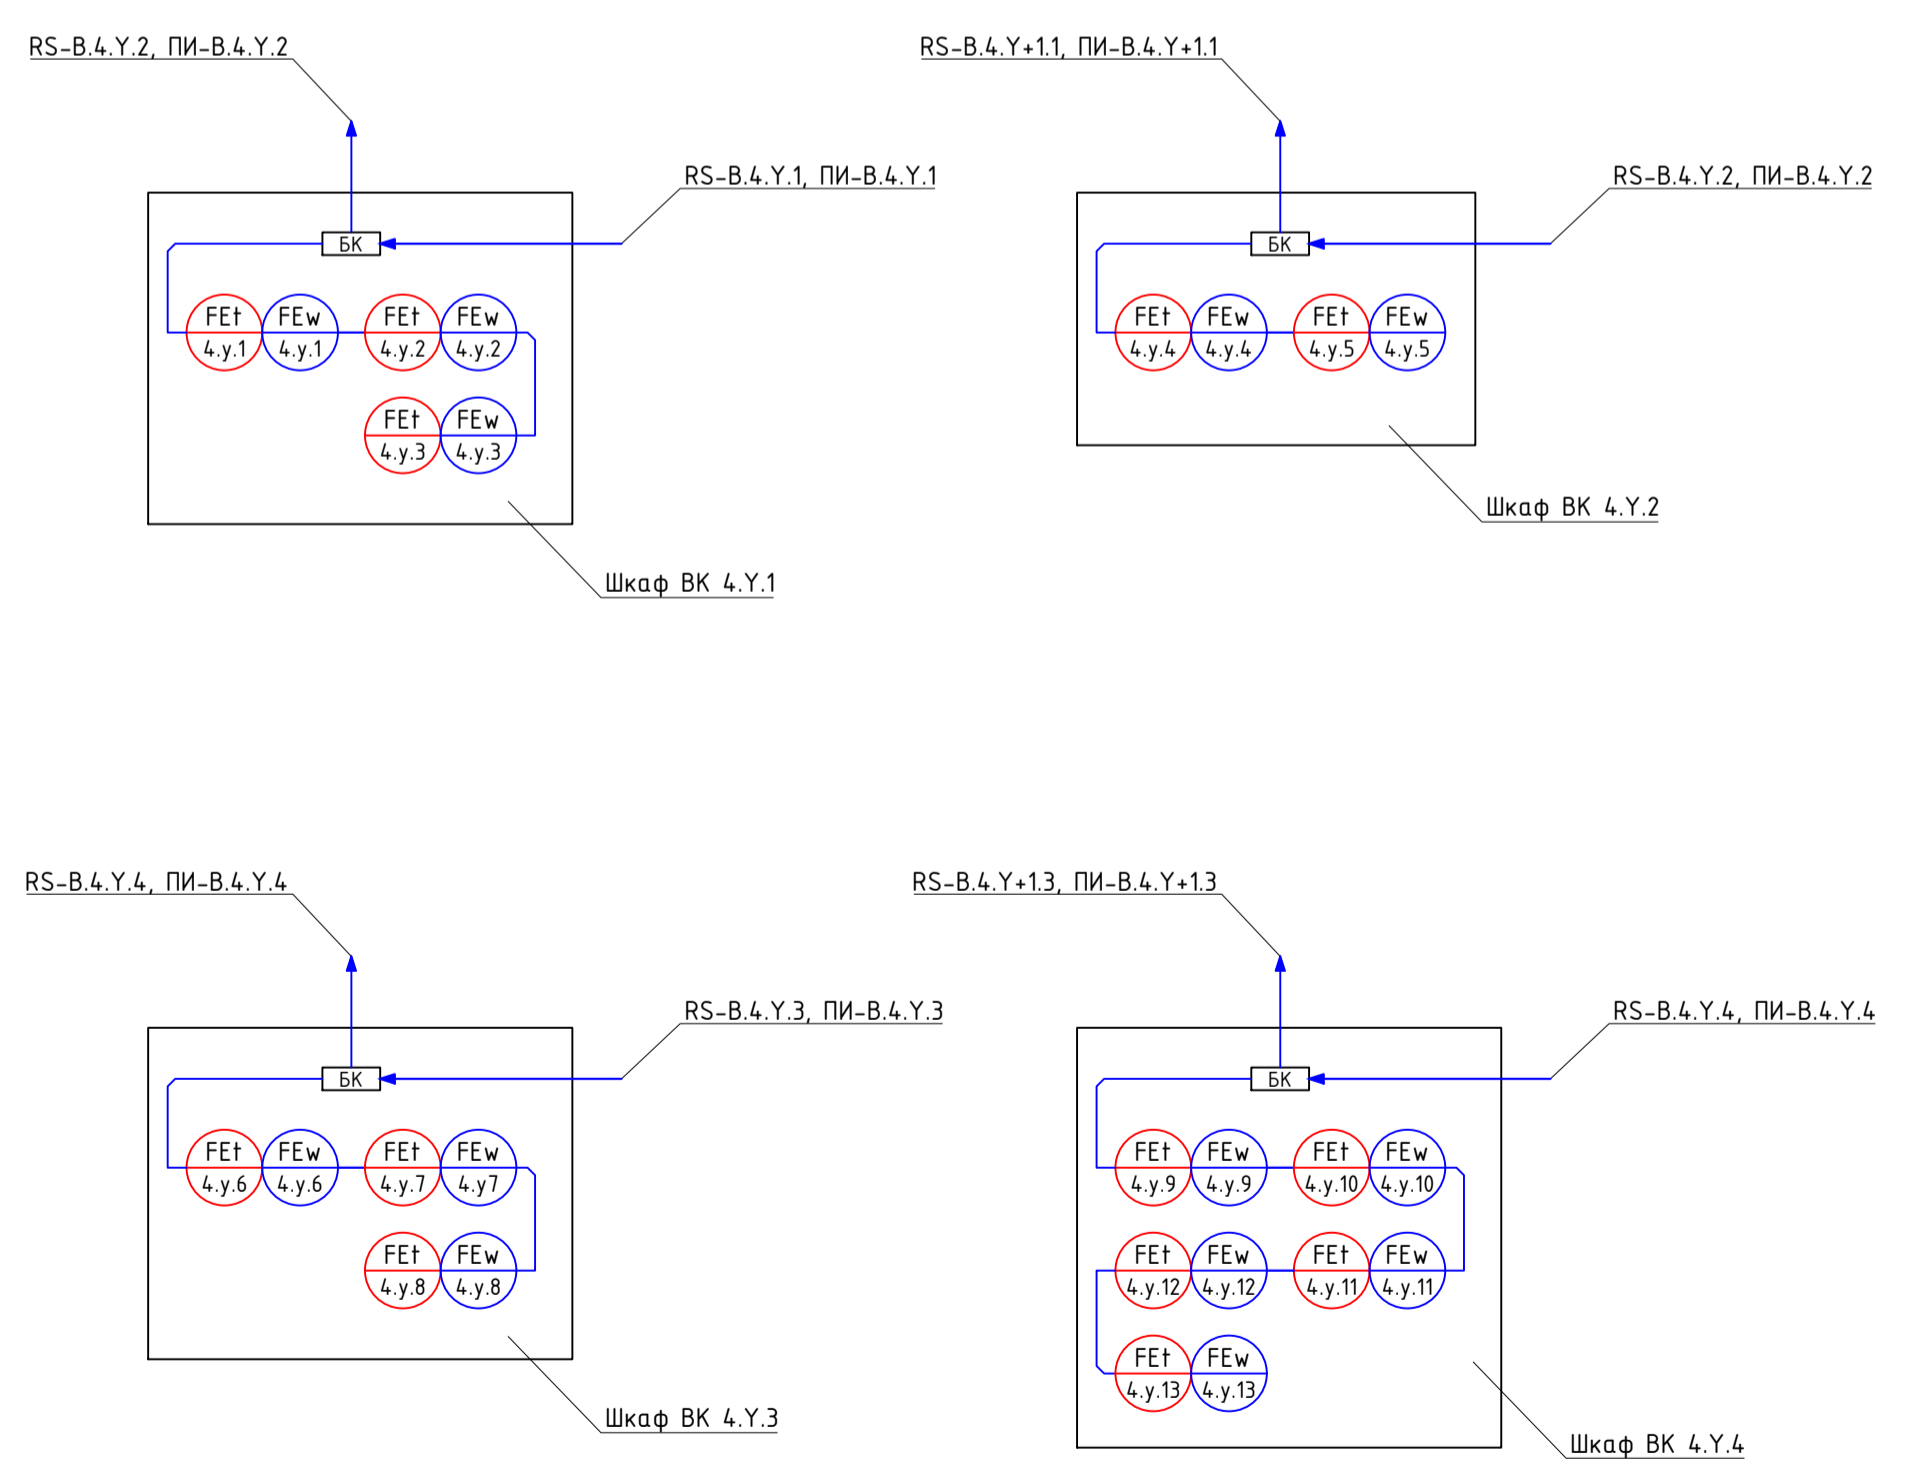 RS-В.4.Y.2, ПИ-В.4.Y.2
RS-В.4.Y.1, ПИ-В.4.Y.1
БК
FEt FEw FEt FEw
4.y.1 4.y.1 4.y.2 4.y.2
FEt FEw
4.y.3 4.y.3
Шкаф ВК 4.Y.1
RS-В.4.Y+1.1, ПИ-В.4.Y+1.1
RS-В.4.Y.2, ПИ-В.4.Y.2
БК
FEt FEw FEt FEw
4.y.4 4.y.4 4.y.5 4.y.5
Шкаф ВК 4.Y.2
RS-В.4.Y.4, ПИ-В.4.Y.4
RS-В.4.Y.3, ПИ-В.4.Y.3
БК
FEt FEw FEt FEw
4.y.6 4.y.6 4.y.7 4.y7
FEt FEw
4.y.8 4.y.8
Шкаф ВК 4.Y.3
RS-В.4.Y+1.3, ПИ-В.4.Y+1.3
RS-В.4.Y.4, ПИ-В.4.Y.4
БК
FEt FEw FEt FEw
4.y.9 4.y.9 4.y.10 4.y.10
FEt FEw FEt FEw
4.y.12 4.y.12 4.y.11 4.y.11
FEt FEw
4.y.13 4.y.13
Шкаф ВК 4.Y.4